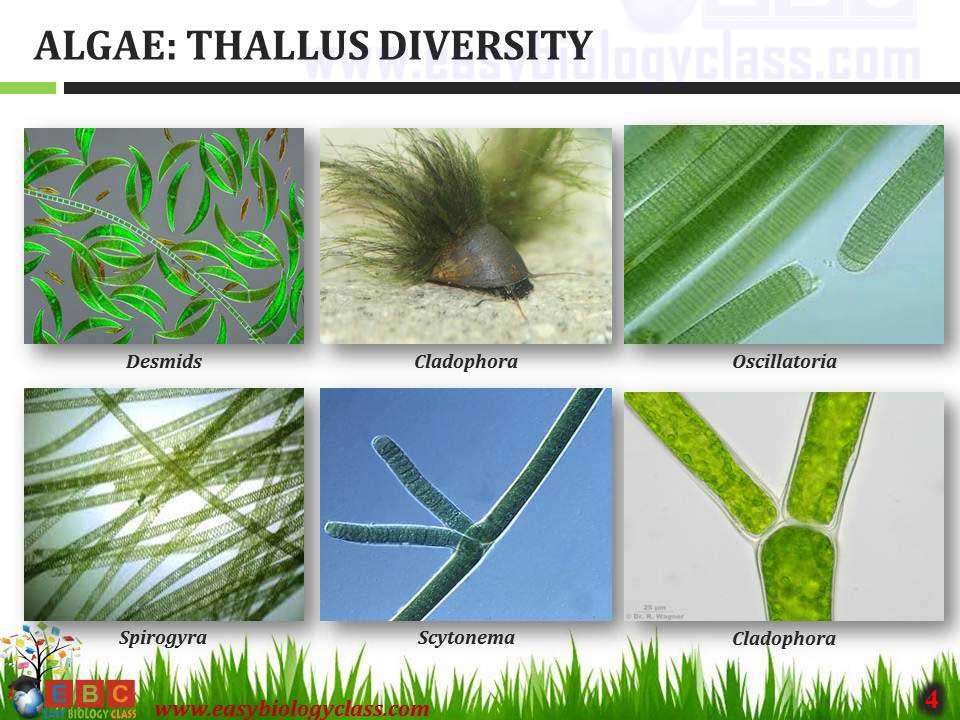 ALGAE: THALLUS DIVERSITY
www.easybiologyclass.com
Desmids
Cladophora
Oscillatoria
Spirogyra
Scytonema
25 µm
© Dr. R. Wagner
Cladophora
E B C
EASY BIOLOGY CLASS
www.easybiologyclass.com
4